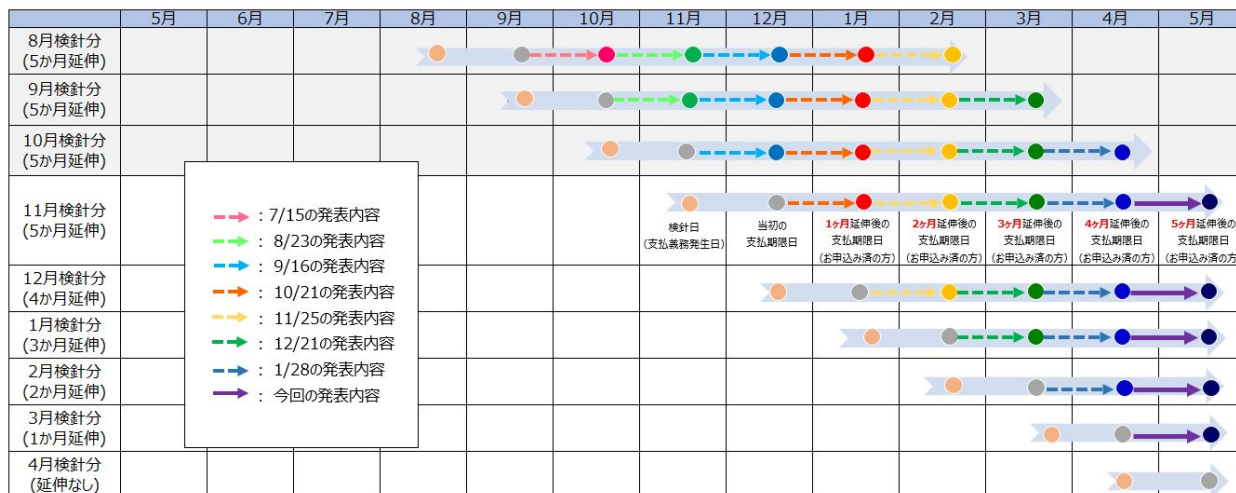 5月 6月 7月 8月 9月 10月 11月 12月 1月 2月 3月 4月 5月
8月検針分
(5か月延伸)
9月検針分
(5か月延伸)
10月検針分
(5か月延伸)
11月検針分
(5か月延伸)
検針日
(支払義務発生日)
当初の
支払期限日
1ヶ月延伸後の
支払期限日
(お申込み済の方)
2ヶ月延伸後の
支払期限日
(お申込み済の方)
3ヶ月延伸後の
支払期限日
(お申込み済の方)
4ヶ月延伸後の
支払期限日
(お申込み済の方)
5ヶ月延伸後の
支払期限日
(お申込み済の方)
12月検針分
(4か月延伸)
1月検針分
(3か月延伸)
2月検針分
(2か月延伸)
3月検針分
(1か月延伸)
4月検針分
(延伸なし)
：7/15の発表内容
：8/23の発表内容
：9/16の発表内容
：10/21の発表内容
：11/25の発表内容
：12/21の発表内容
：1/28の発表内容
：今回の発表内容